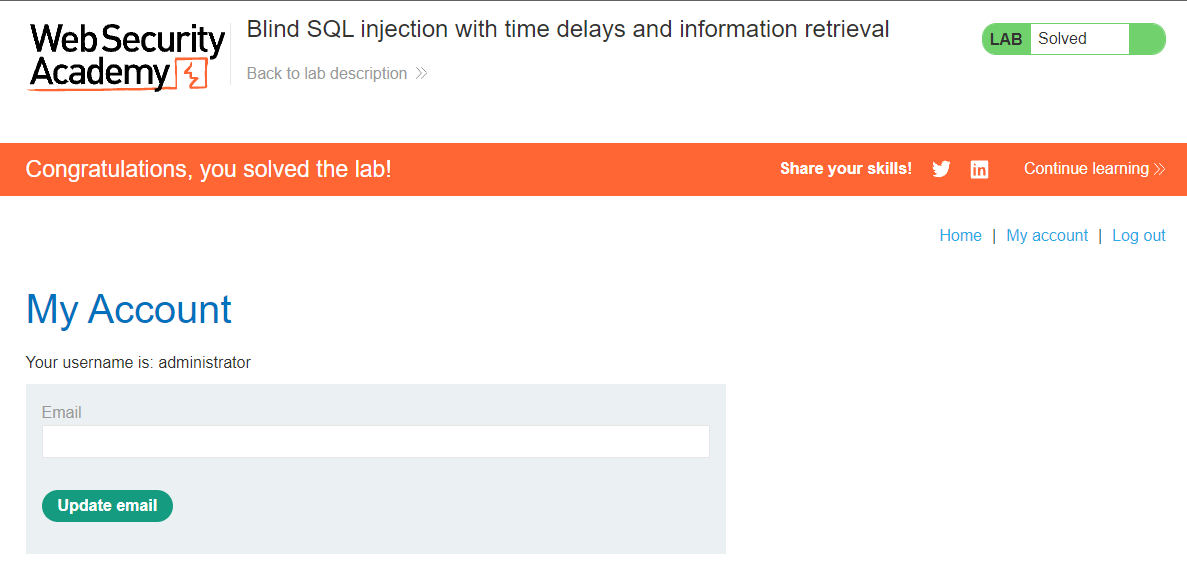 Web Security
Academy
Blind SQL injection with time delays and information retrieval
Back to lab description
LAB Solved
Congratulations, you solved the lab!
Share your skills!
Continue learning
Home | My account | Log out
My Account
Your username is: administrator
Email
Update email